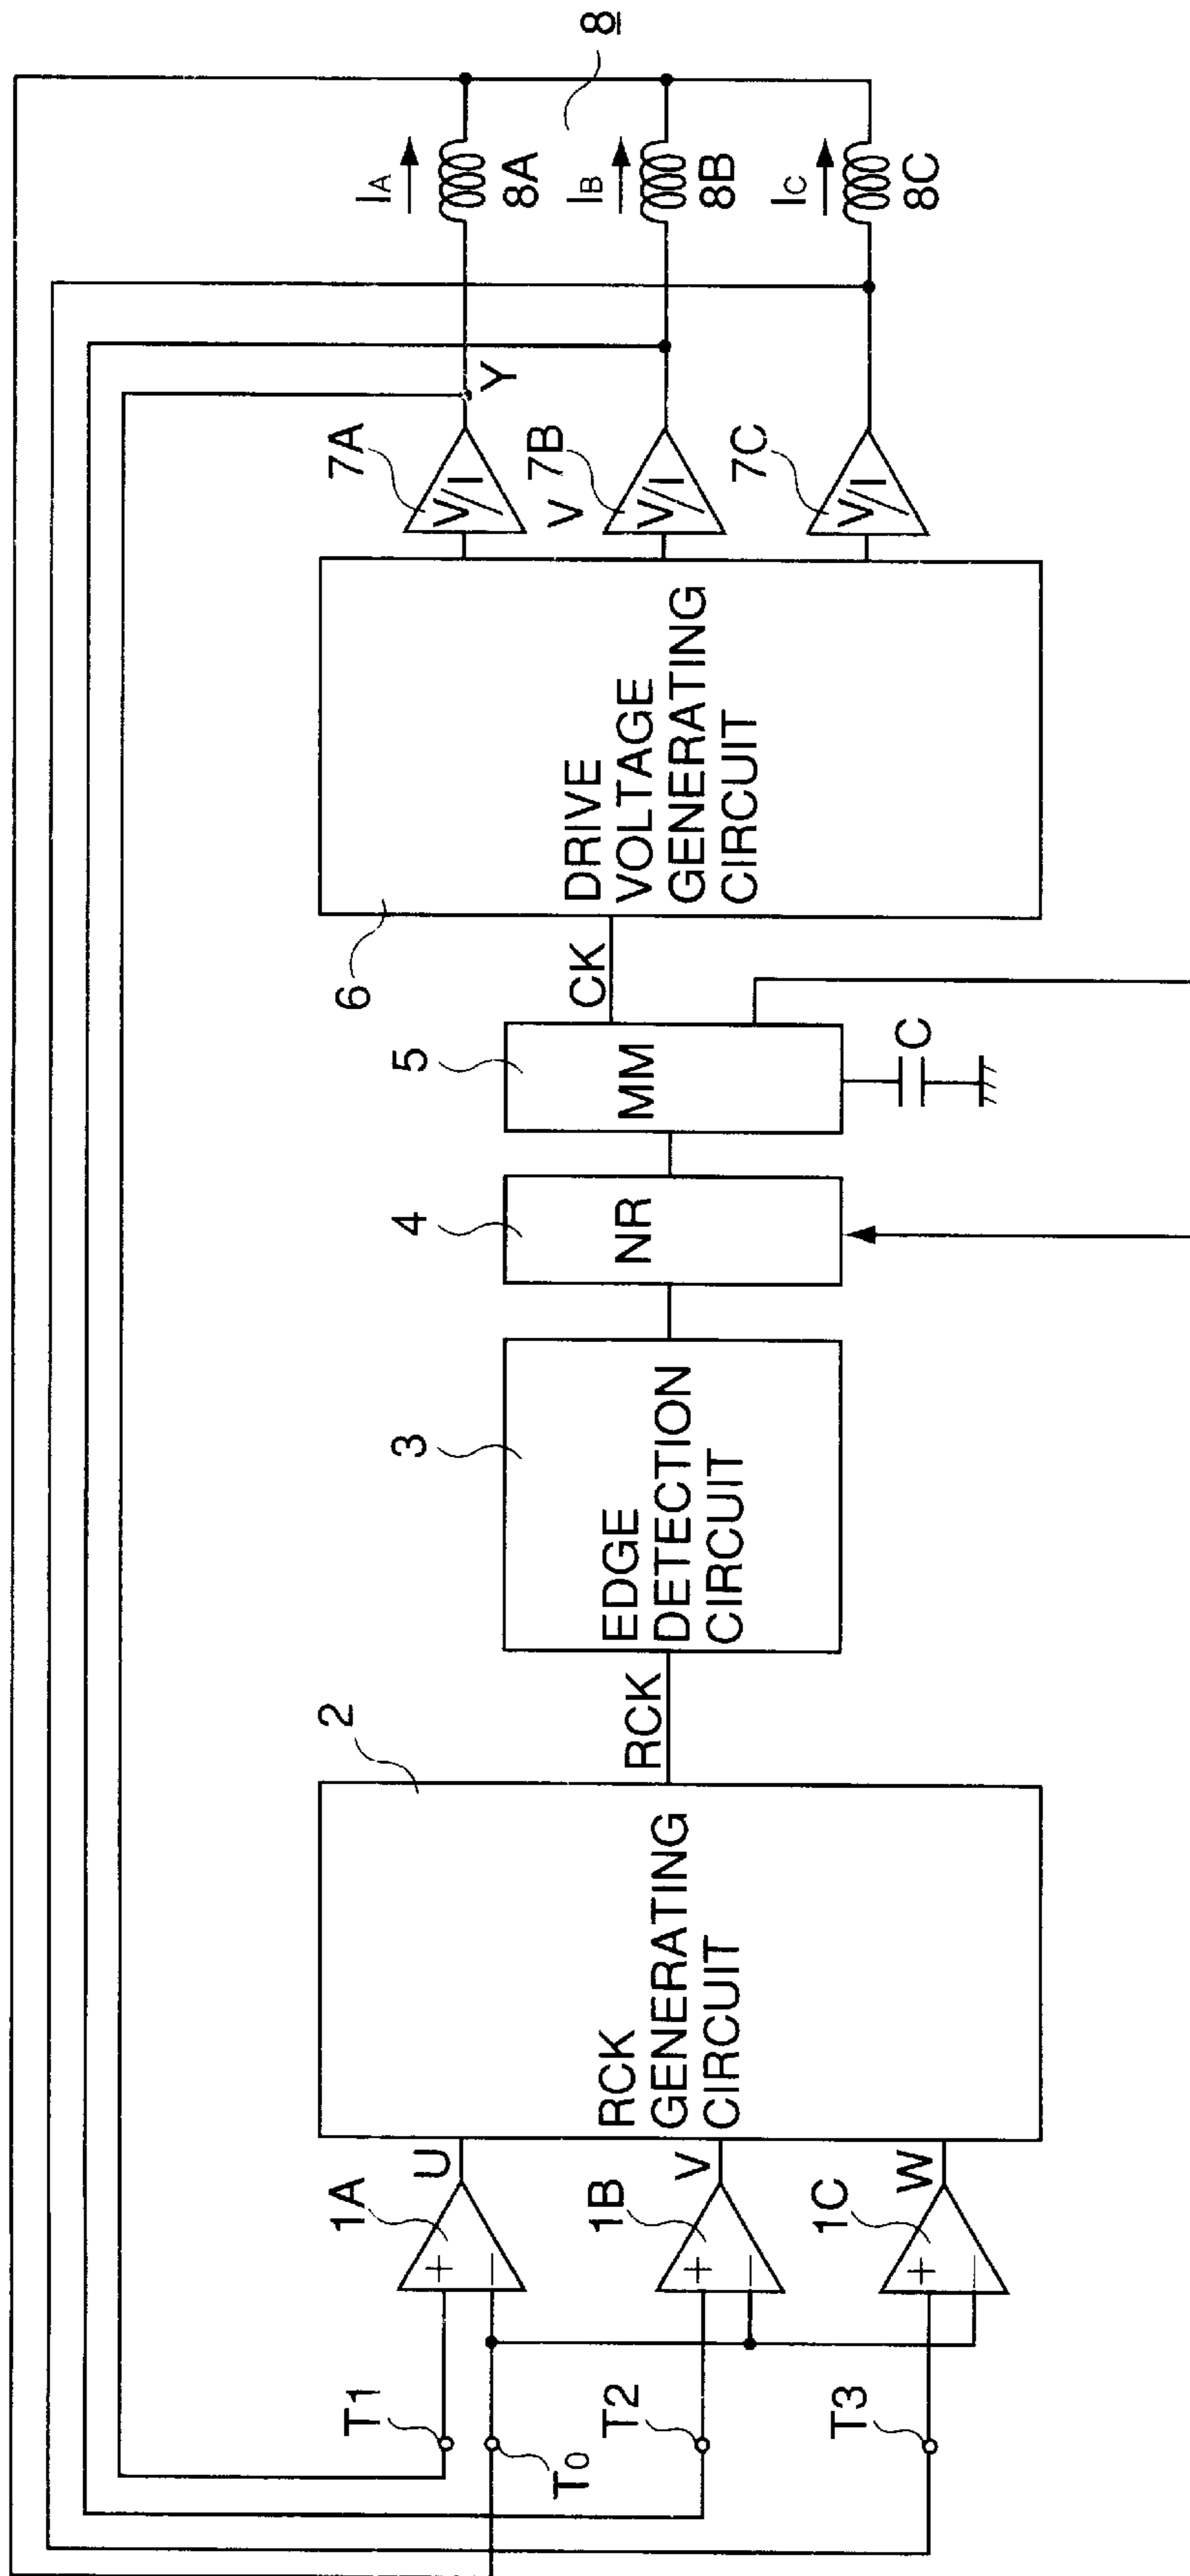 T1
T0
T2
T3
1A
+
−
U
1B
+
−
V
1C
+
−
W
2
RCK
GENERATING
CIRCUIT
RCK
3
EDGE
DETECTION
CIRCUIT
4
NR
5
MM
C
CK
6
DRIVE
VOLTAGE
GENERATING
CIRCUIT
7A
V/I
Y
V
7B
V/I
7C
V/I
IA
8A
IB
8B
IC
8C
8